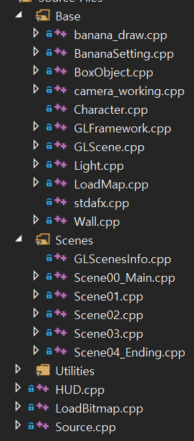 Source Files
Base
banana_draw.cpp
BananaSetting.cpp
BoxObject.cpp
camera_working.cpp
Character.cpp
GLFramework.cpp
GLScene.cpp
Light.cpp
LoadMap.cpp
stdafx.cpp
Wall.cpp
Scenes
GLScenesInfo.cpp
Scene00_Main.cpp
Scene01.cpp
Scene02.cpp
Scene03.cpp
Scene04_Ending.cpp
Utilities
HUD.cpp
LoadBitmap.cpp
Source.cpp